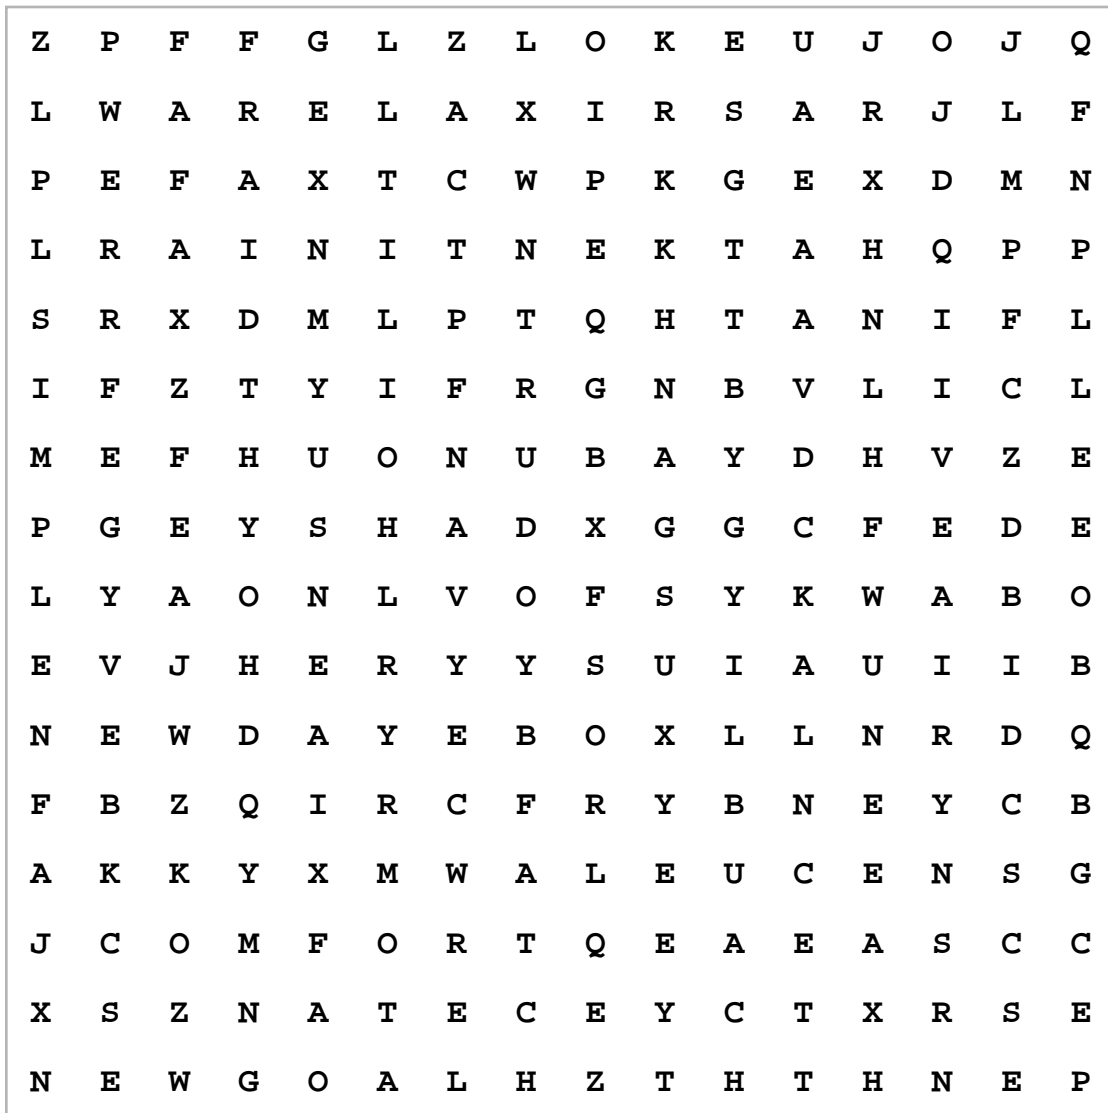 Z P F F G L Z L O K E U J O J Q
L W A R E L A X I R S A R J L F
P E F A X T C W P K G E X D M N
L R A I N I T N E K T A H Q P P
S R X D M L P T Q H T A N I F L
I F Z T Y I F R G N B V L I C L
M E F H U O N U B A Y D H V Z E
P G E Y S H A D X G G C F E D E
L Y A O N L V O F S Y K W A B O
E V J H E R Y Y S U I A U I I B
N E W D A Y E B O X L L N R D Q
F B Z Q I R C F R Y B N E Y C B
A K K Y X M W A L E U C E N S G
J C O M F O R T Q E A E A S C C
X S Z N A T E C E Y C T X R S E
N E W G O A L H Z T H T H N E P